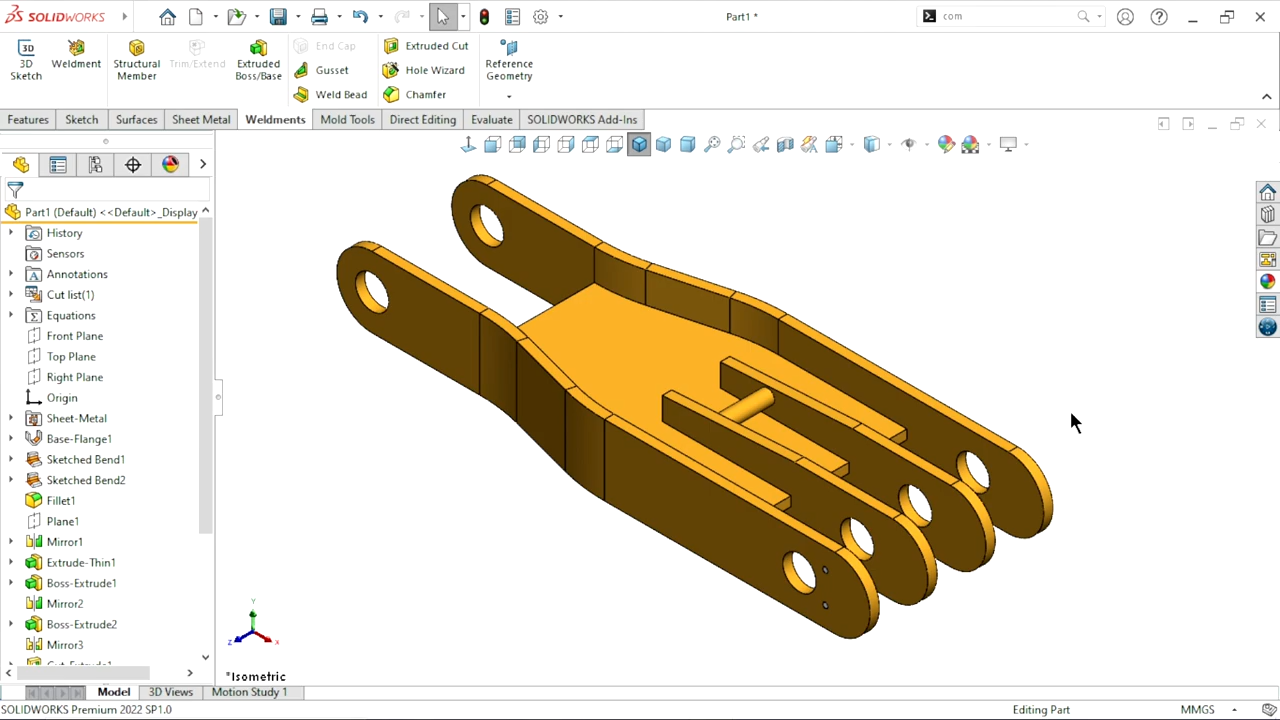 SOLIDWORKS
Part1 *
com
3D Sketch
Weldment
Structural Member
Trim/Extend
Extruded Boss/Base
End Cap
Gusset
Weld Bead
Extruded Cut
Hole Wizard
Chamfer
Reference Geometry
Features Sketch Surfaces Sheet Metal Weldments Mold Tools Direct Editing Evaluate SOLIDWORKS Add-Ins
Part1 (Default) <<Default>_Display
History
Sensors
Annotations
Cut list(1)
Equations
Front Plane
Top Plane
Right Plane
Origin
Sheet-Metal
Base-Flange1
Sketched Bend1
Sketched Bend2
Fillet1
Plane1
Mirror1
Extrude-Thin1
Boss-Extrude1
Mirror2
Boss-Extrude2
Mirror3
Cut-Extrude1
Y
Z
X
*Isometric
Model 3D Views Motion Study 1
SOLIDWORKS Premium 2022 SP1.0
Editing Part
MMGS